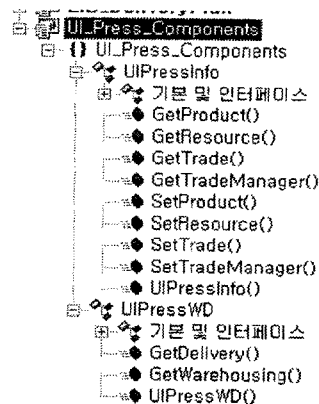 UI_Press_Components
{} UI_Press_Components
UIPressInfo
기본 및 인터페이스
GetProduct()
GetResource()
GetTrade()
GetTradeManager()
SetProduct()
SetResource()
SetTrade()
SetTradeManager()
UIPressInfo()
UIPressWD
기본 및 인터페이스
GetDelivery()
GetWarehousing()
UIPressWD()